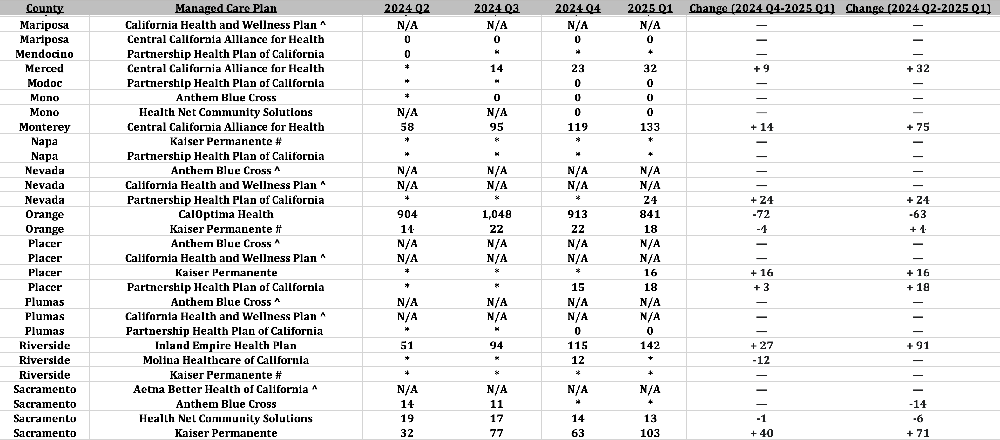 County Managed Care Plan 2024 Q2 2024 Q3 2024 Q4 2025 Q1 Change (2024 Q4-2025 Q1) Change (2024 Q2-2025 Q1)
Mariposa California Health and Wellness Plan ^ N/A N/A N/A N/A — —
Mariposa Central California Alliance for Health 0 0 0 0 — —
Mendocino Partnership Health Plan of California 0 * * * — —
Merced Central California Alliance for Health * 14 23 32 + 9 + 32
Modoc Partnership Health Plan of California * * 0 0 — —
Mono Anthem Blue Cross * 0 0 0 — —
Mono Health Net Community Solutions N/A N/A 0 0 — —
Monterey Central California Alliance for Health 58 95 119 133 + 14 + 75
Napa Kaiser Permanente # * * * * — —
Napa Partnership Health Plan of California * * * * — —
Nevada Anthem Blue Cross ^ N/A N/A N/A N/A — —
Nevada California Health and Wellness Plan ^ N/A N/A N/A N/A — —
Nevada Partnership Health Plan of California * * * 24 + 24 + 24
Orange CalOptima Health 904 1,048 913 841 -72 -63
Orange Kaiser Permanente # 14 22 22 18 -4 + 4
Placer Anthem Blue Cross ^ N/A N/A N/A N/A — —
Placer California Health and Wellness Plan ^ N/A N/A N/A N/A — —
Placer Kaiser Permanente * * * 16 + 16 + 16
Placer Partnership Health Plan of California * * 15 18 + 3 + 18
Plumas Anthem Blue Cross ^ N/A N/A N/A N/A — —
Plumas California Health and Wellness Plan ^ N/A N/A N/A N/A — —
Plumas Partnership Health Plan of California * * 0 0 — —
Riverside Inland Empire Health Plan 51 94 115 142 + 27 + 91
Riverside Molina Healthcare of California * * 12 * -12 —
Riverside Kaiser Permanente # * * * * — —
Sacramento Aetna Better Health of California ^ N/A N/A N/A N/A — —
Sacramento Anthem Blue Cross 14 11 * * — -14
Sacramento Health Net Community Solutions 19 17 14 13 -1 -6
Sacramento Kaiser Permanente 32 77 63 103 + 40 + 71